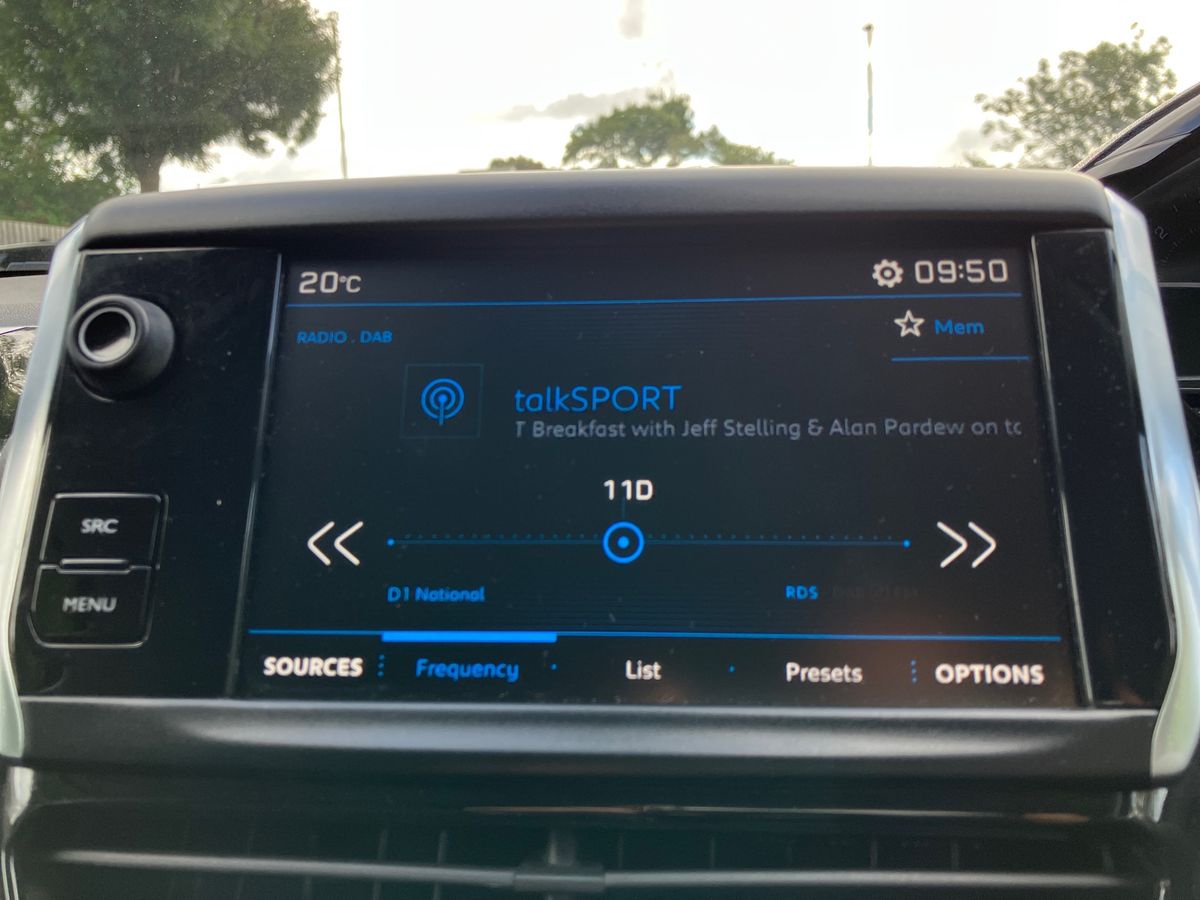 20°C
09:50
RADIO . DAB
Mem
talkSPORT
T Breakfast with Jeff Stelling & Alan Pardew on tc
11D
SRC
MENU
D1 National
RDS
SOURCES
Frequency
List
Presets
OPTIONS